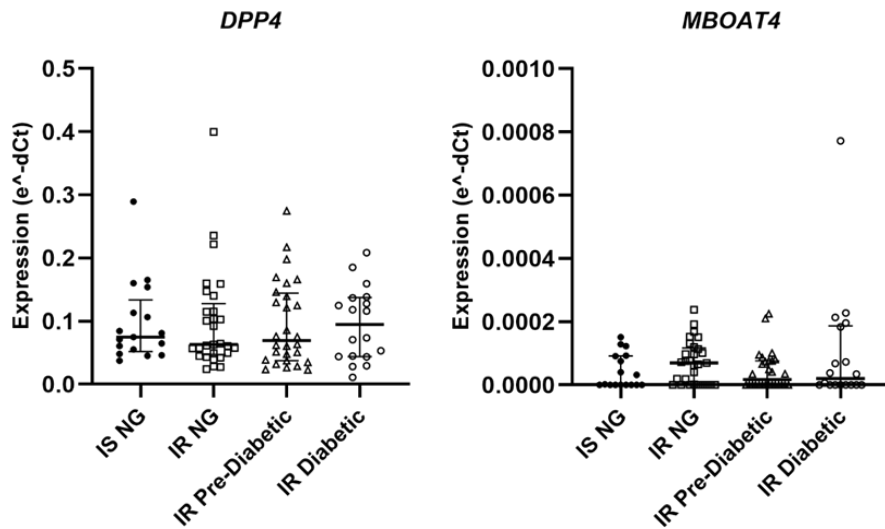 DPP4
MBOAT4
Expression (e^-dCt)
0.5
0.4
0.3
0.2
0.1
0.0
IS NG
IR NG
IR Pre-Diabetic
IR Diabetic
Expression (e^-dCt)
0.0010
0.0008
0.0006
0.0004
0.0002
0.0000
IS NG
IR NG
IR Pre-Diabetic
IR Diabetic